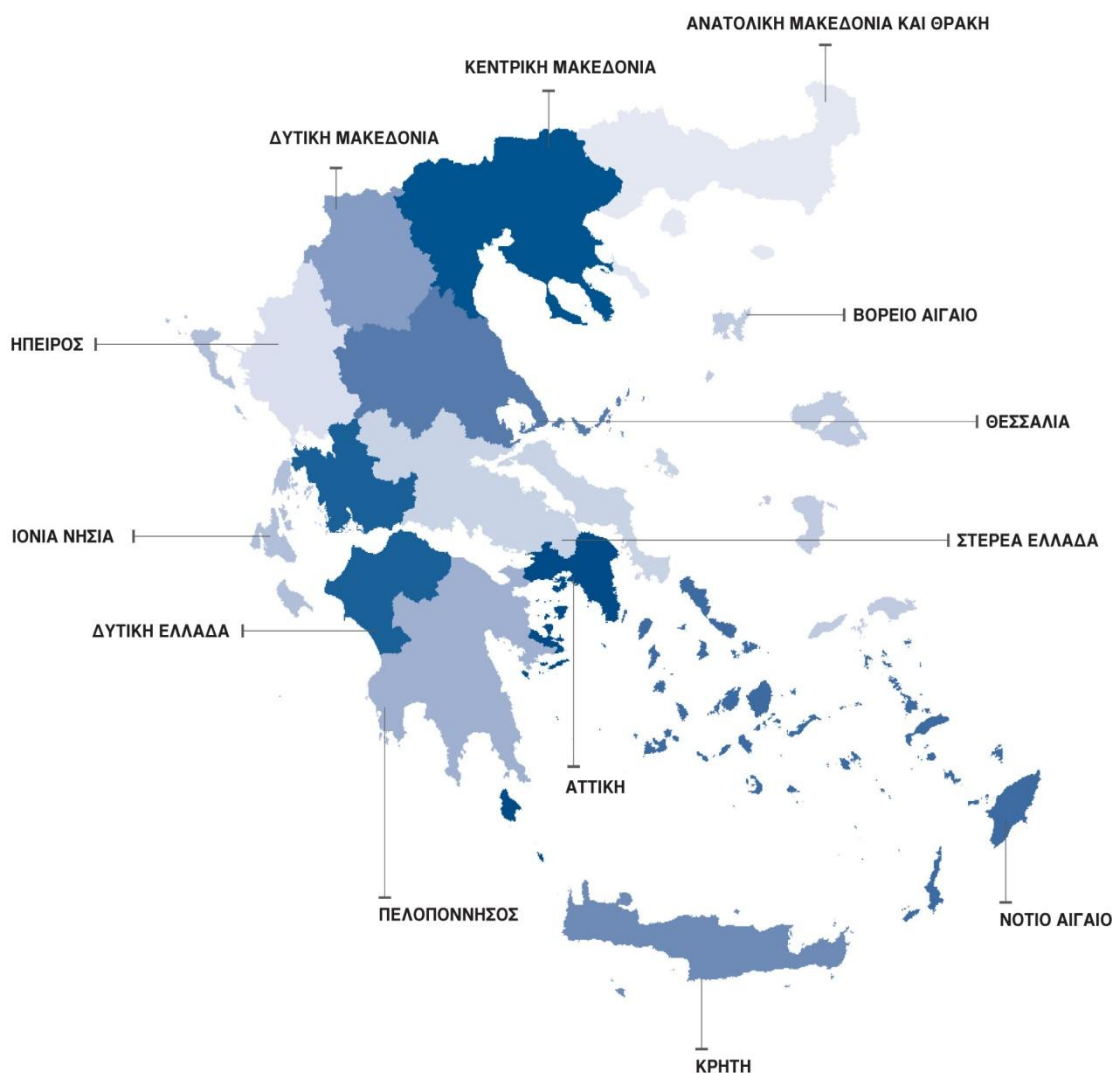 ΑΝΑΤΟΛΙΚΗ ΜΑΚΕΔΟΝΙΑ ΚΑΙ ΘΡΑΚΗ
ΚΕΝΤΡΙΚΗ ΜΑΚΕΔΟΝΙΑ
ΔΥΤΙΚΗ ΜΑΚΕΔΟΝΙΑ
ΒΟΡΕΙΟ ΑΙΓΑΙΟ
ΗΠΕΙΡΟΣ
ΘΕΣΣΑΛΙΑ
ΙΟΝΙΑ ΝΗΣΙΑ
ΣΤΕΡΕΑ ΕΛΛΑΔΑ
ΔΥΤΙΚΗ ΕΛΛΑΔΑ
ΑΤΤΙΚΗ
ΠΕΛΟΠΟΝΝΗΣΟΣ
ΝΟΤΙΟ ΑΙΓΑΙΟ
ΚΡΗΤΗ